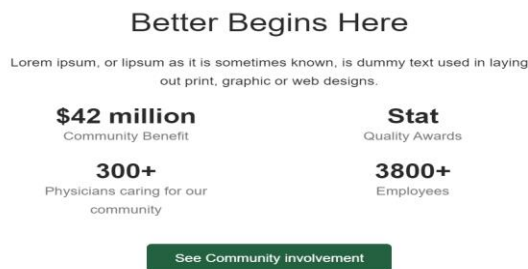 Better Begins Here
Lorem ipsum, or lipsum as it is sometimes known, is dummy text used in laying
out print, graphic or web designs.
$42 million
Community Benefit
Stat
Quality Awards
300+
Physicians caring for our
community
3800+
Employees
See Community involvement